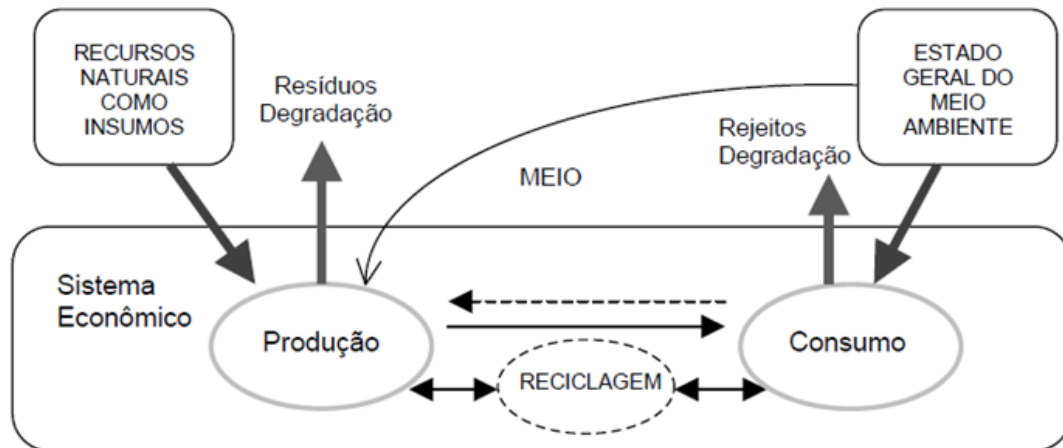 RECURSOS
NATURAIS
COMO
INSUMOS
Resíduos
Degradação
ESTADO
GERAL DO
MEIO
AMBIENTE
Rejeitos
Degradação
MEIO
Sistema
Econômico
Produção
Consumo
RECICLAGEM